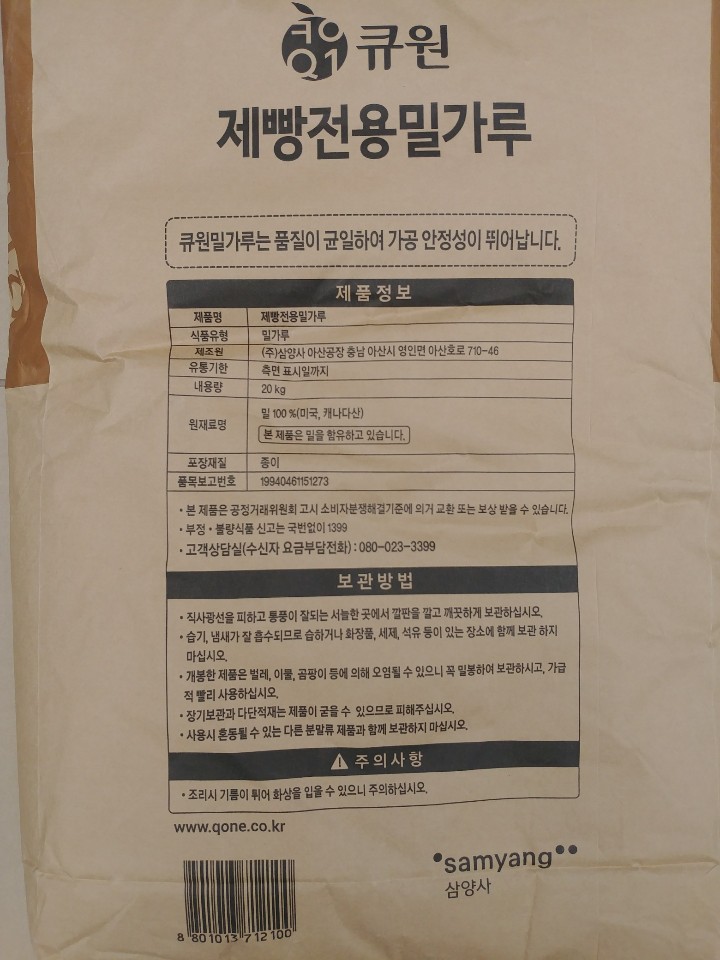 큐원
Q1
큐원
제빵전용밀가루
큐원밀가루는 품질이 균일하여 가공 안정성이 뛰어납니다.
제품정보
제품명 제빵전용밀가루
식품유형 밀가루
제조원 (주)삼양사 아산공장 충남 아산시 영인면 아산호로 710-46
유통기한 측면 표시일까지
내용량 20 kg
원재료명 밀 100 %(미국, 캐나다산)
본 제품은 밀을 함유하고 있습니다.
포장재질 종이
품목보고번호 19940461151273
• 본 제품은 공정거래위원회 고시 소비자분쟁해결기준에 의거 교환 또는 보상 받을 수 있습니다.
• 부정 • 불량식품 신고는 국번없이 1399
• 고객상담실(수신자 요금부담전화) : 080-023-3399
보관방법
• 직사광선을 피하고 통풍이 잘되는 서늘한 곳에서 깔판을 깔고 깨끗하게 보관하십시오.
• 습기, 냄새가 잘 흡수되므로 습하거나 화장품, 세제, 석유 등이 있는 장소에 함께 보관 하지
마십시오.
• 개봉한 제품은 벌레, 이물, 곰팡이 등에 의해 오염될 수 있으니 꼭 밀봉하여 보관하시고, 가급
적 빨리 사용하십시오.
• 장기보관과 다단적재는 제품이 굳을 수 있으므로 피해주십시오.
• 사용시 혼동될 수 있는 다른 분말류 제품과 함께 보관하지 마십시오.
주의사항
• 조리시 기름이 튀어 화상을 입을 수 있으니 주의하십시오.
www.qone.co.kr
samyang
삼양사
8 801013 712100